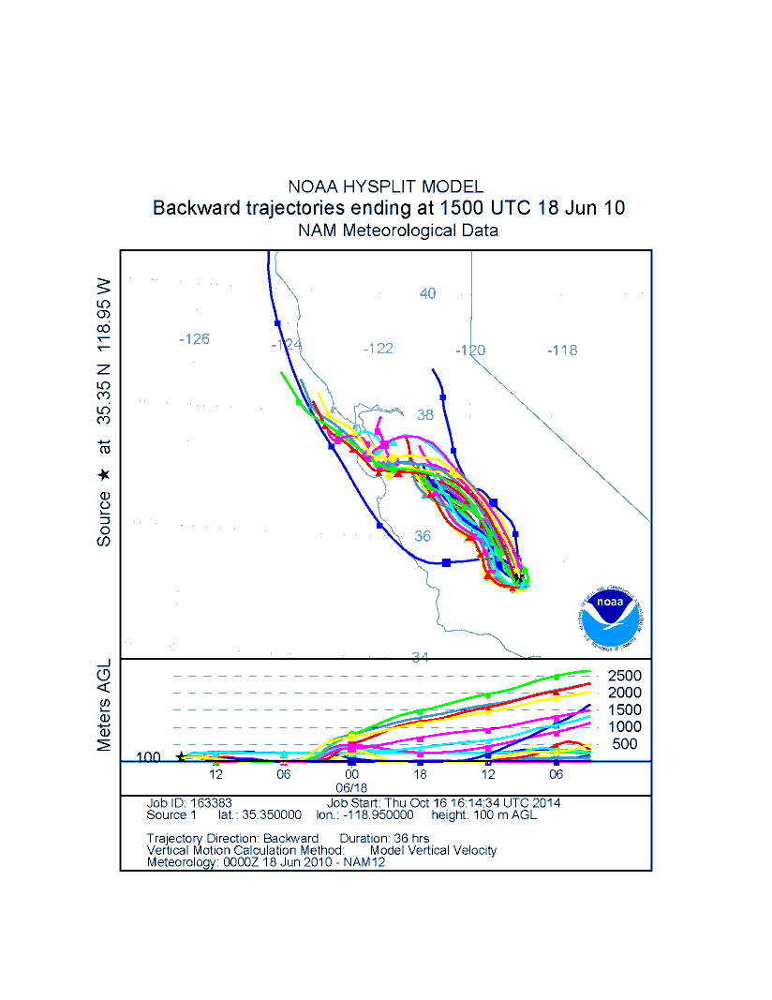 NOAA HYSPLIT MODEL
Backward trajectories ending at 1500 UTC 18 Jun 10
NAM Meteorological Data
Source ★ at 35.35 N 118.95 W
40
-126
-124
-122
-120
-118
38
36
34
noaa
Meters AGL
2500
2000
1500
1000
500
100
12 06 00 18 12 06
06/18
Job ID: 163383 Job Start: Thu Oct 16 16:14:34 UTC 2014
Source 1 lat.: 35.350000 lon.: -118.950000 height: 100 m AGL
Trajectory Direction: Backward Duration: 36 hrs
Vertical Motion Calculation Method: Model Vertical Velocity
Meteorology: 0000Z 18 Jun 2010 - NAM12